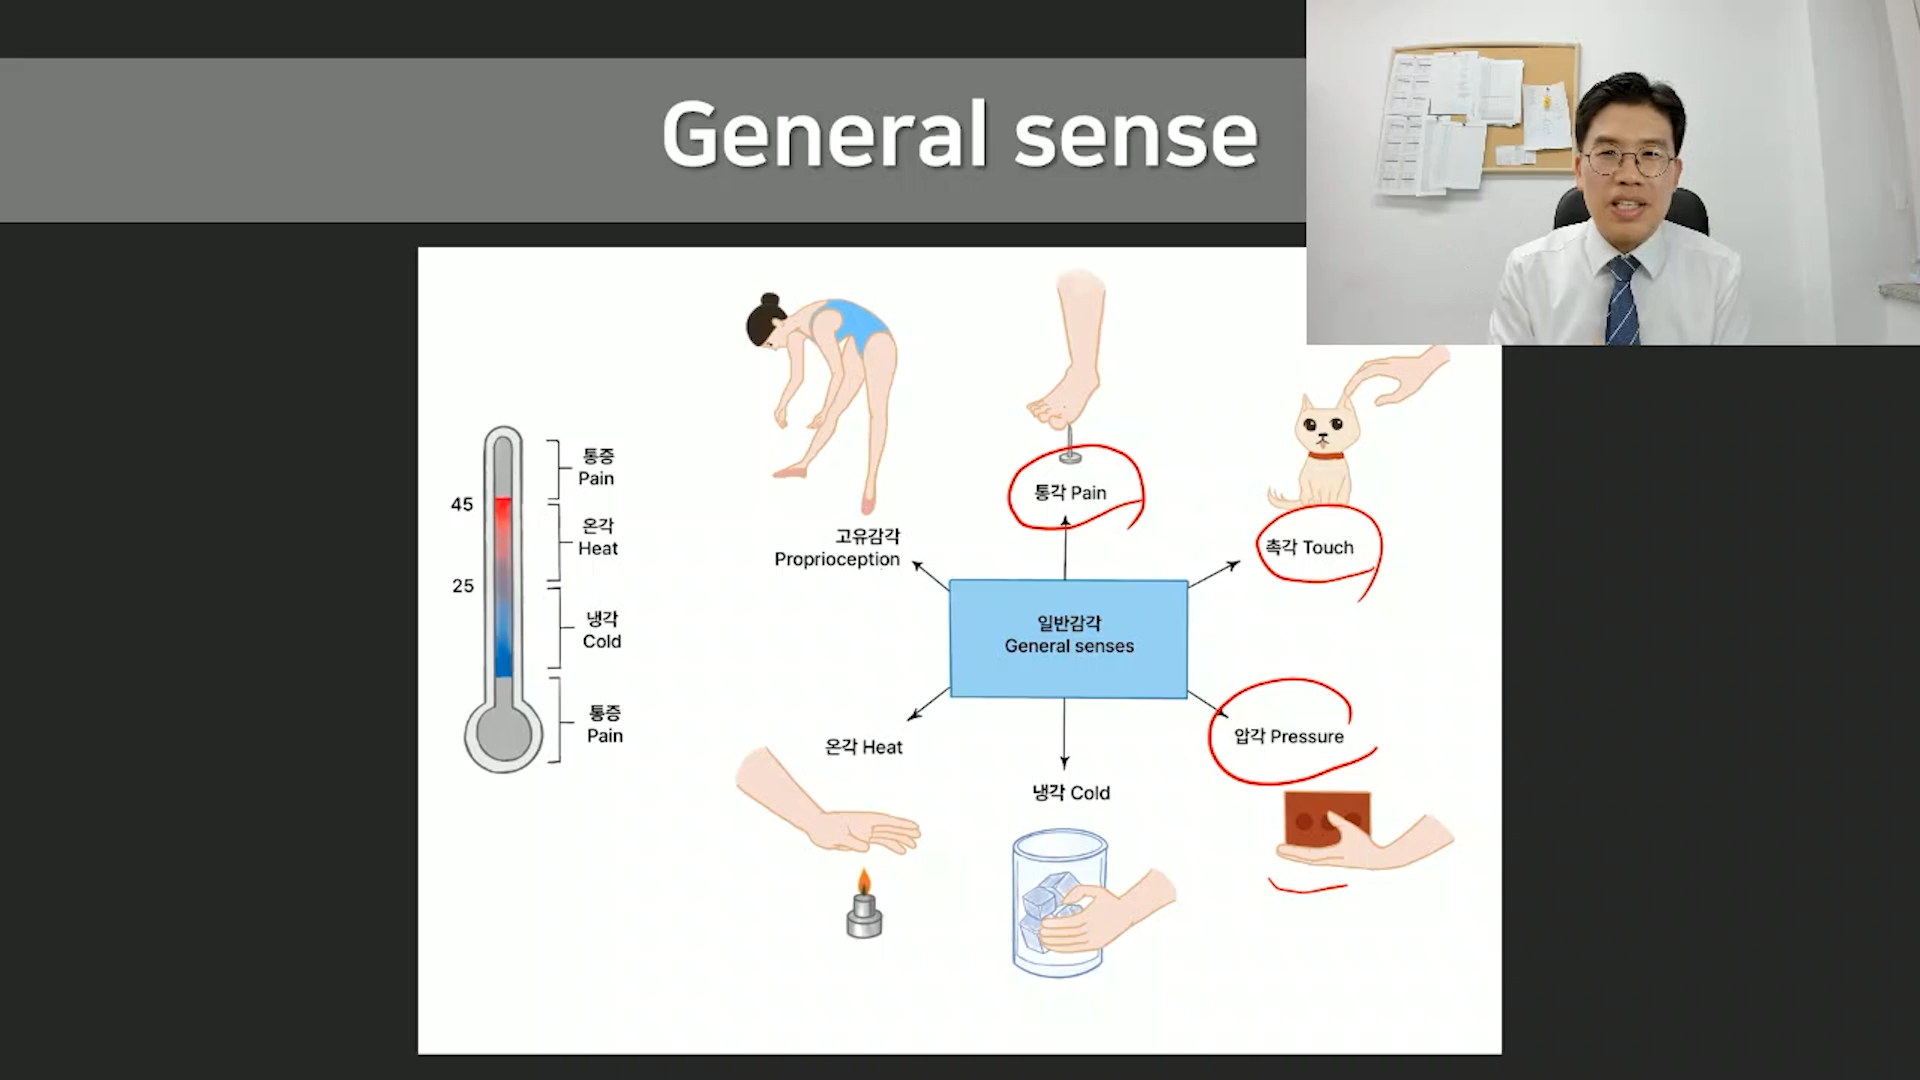 General sense
통증
Pain
45
온각
Heat
25
냉각
Cold
통증
Pain
고유감각
Proprioception
통각 Pain
촉각 Touch
일반감각
General senses
온각 Heat
냉각 Cold
압각 Pressure